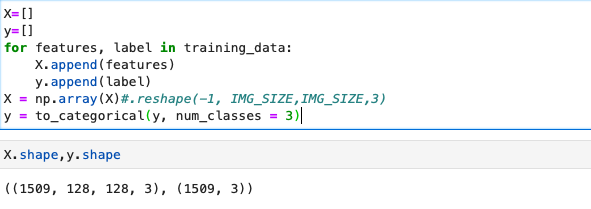 X=[]
y=[]
for features, label in training_data:
    X.append(features)
    y.append(label)
X = np.array(X)#.reshape(-1, IMG_SIZE,IMG_SIZE,3)
y = to_categorical(y, num_classes = 3)
X.shape,y.shape
((1509, 128, 128, 3), (1509, 3))